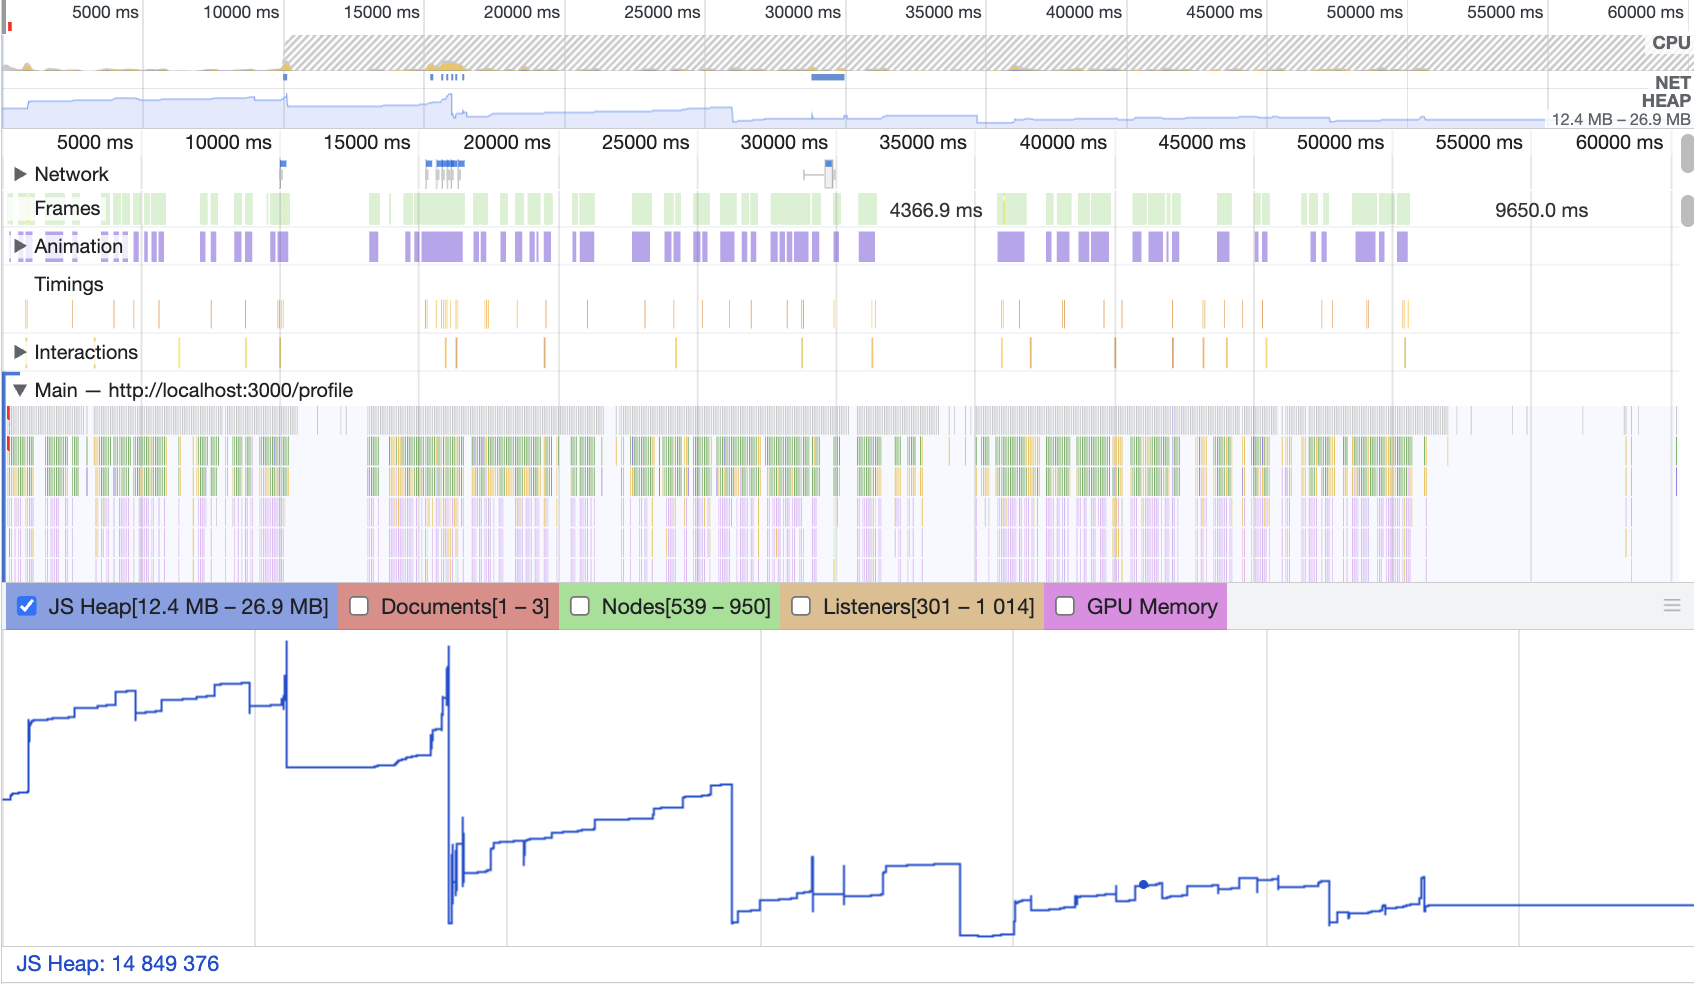 5000 ms 10000 ms 15000 ms 20000 ms 25000 ms 30000 ms 35000 ms 40000 ms 45000 ms 50000 ms 55000 ms 60000 ms
CPU
NET
HEAP
12.4 MB – 26.9 MB
5000 ms 10000 ms 15000 ms 20000 ms 25000 ms 30000 ms 35000 ms 40000 ms 45000 ms 50000 ms 55000 ms 60000 ms
Network
Frames 4366.9 ms 9650.0 ms
Animation
Timings
Interactions
Main — http://localhost:3000/profile
JS Heap[12.4 MB – 26.9 MB] Documents[1 – 3] Nodes[539 – 950] Listeners[301 – 1 014] GPU Memory
JS Heap: 14 849 376